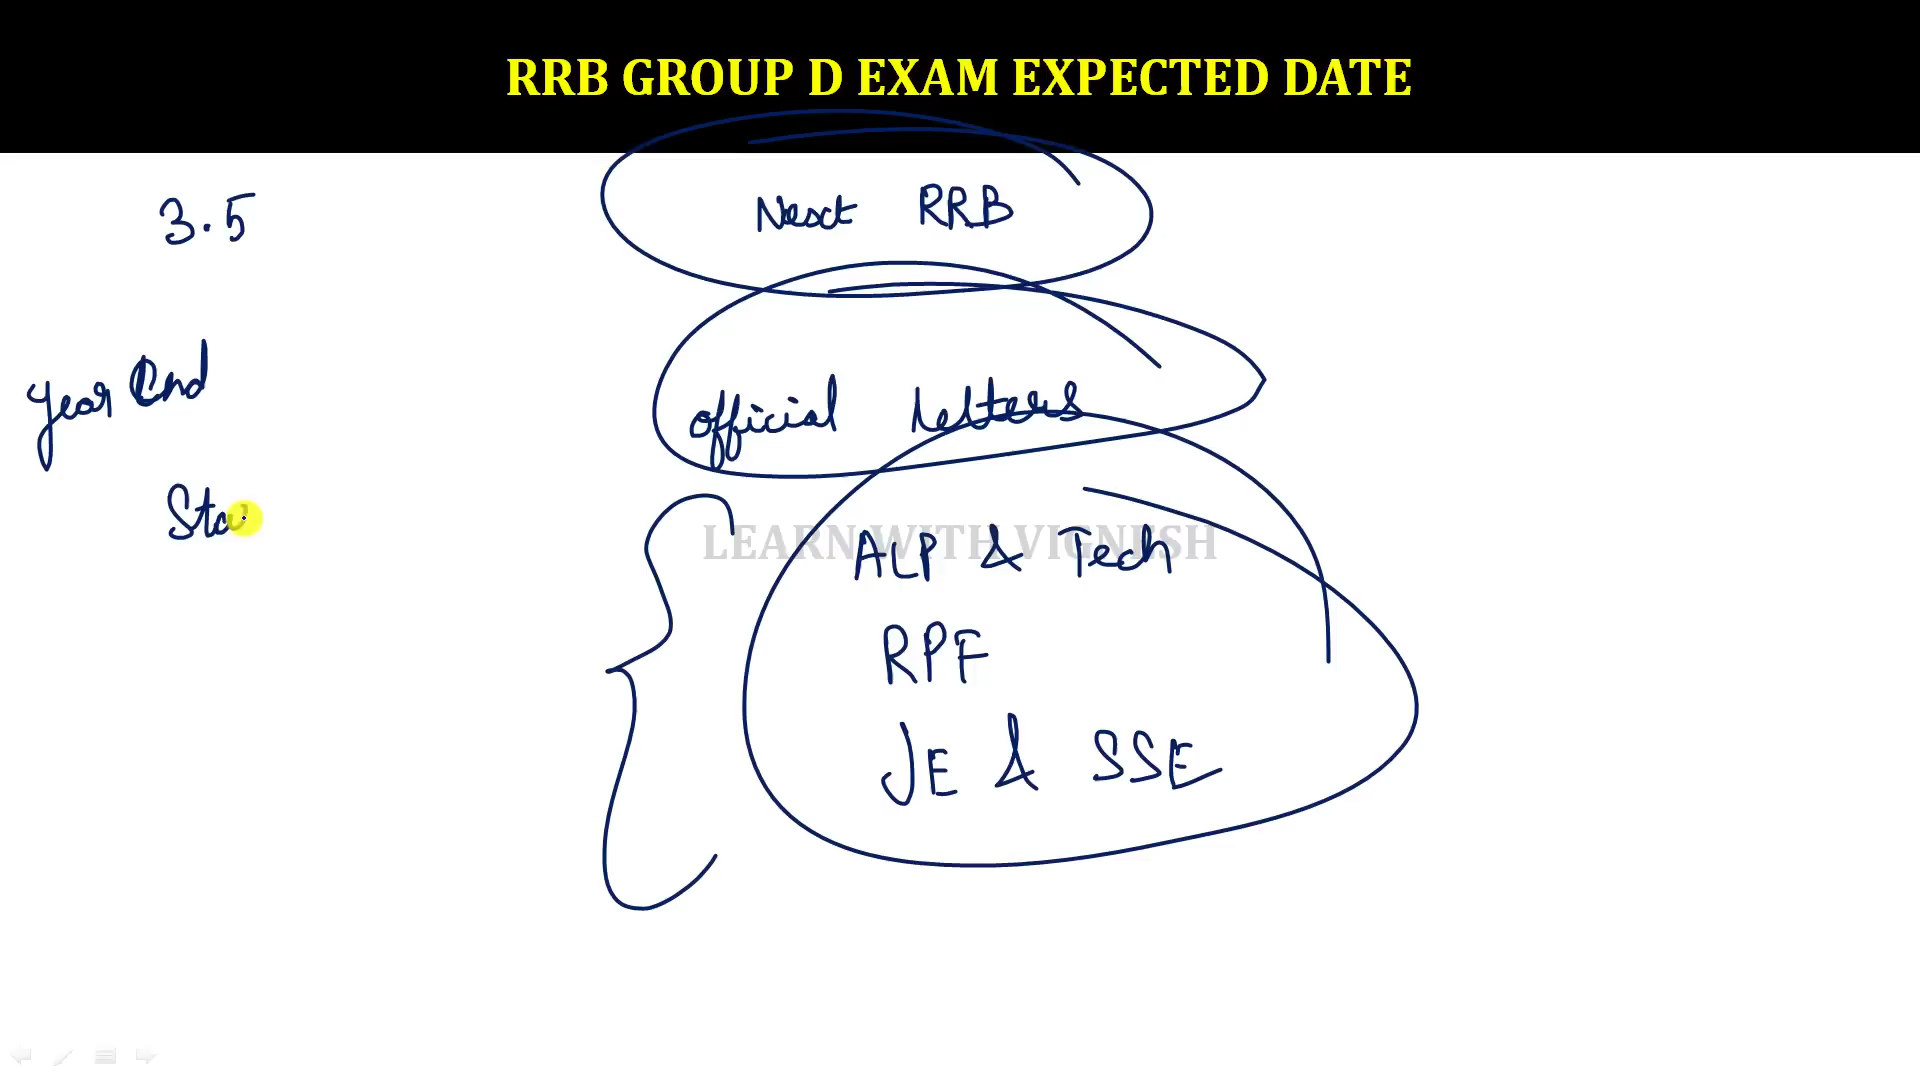 RRB GROUP D EXAM EXPECTED DATE
3.5
Next RRB
Year End
official letters
Sta
LEARN WITH VIGNESH
ALP & Tech
RPF
JE & SSE